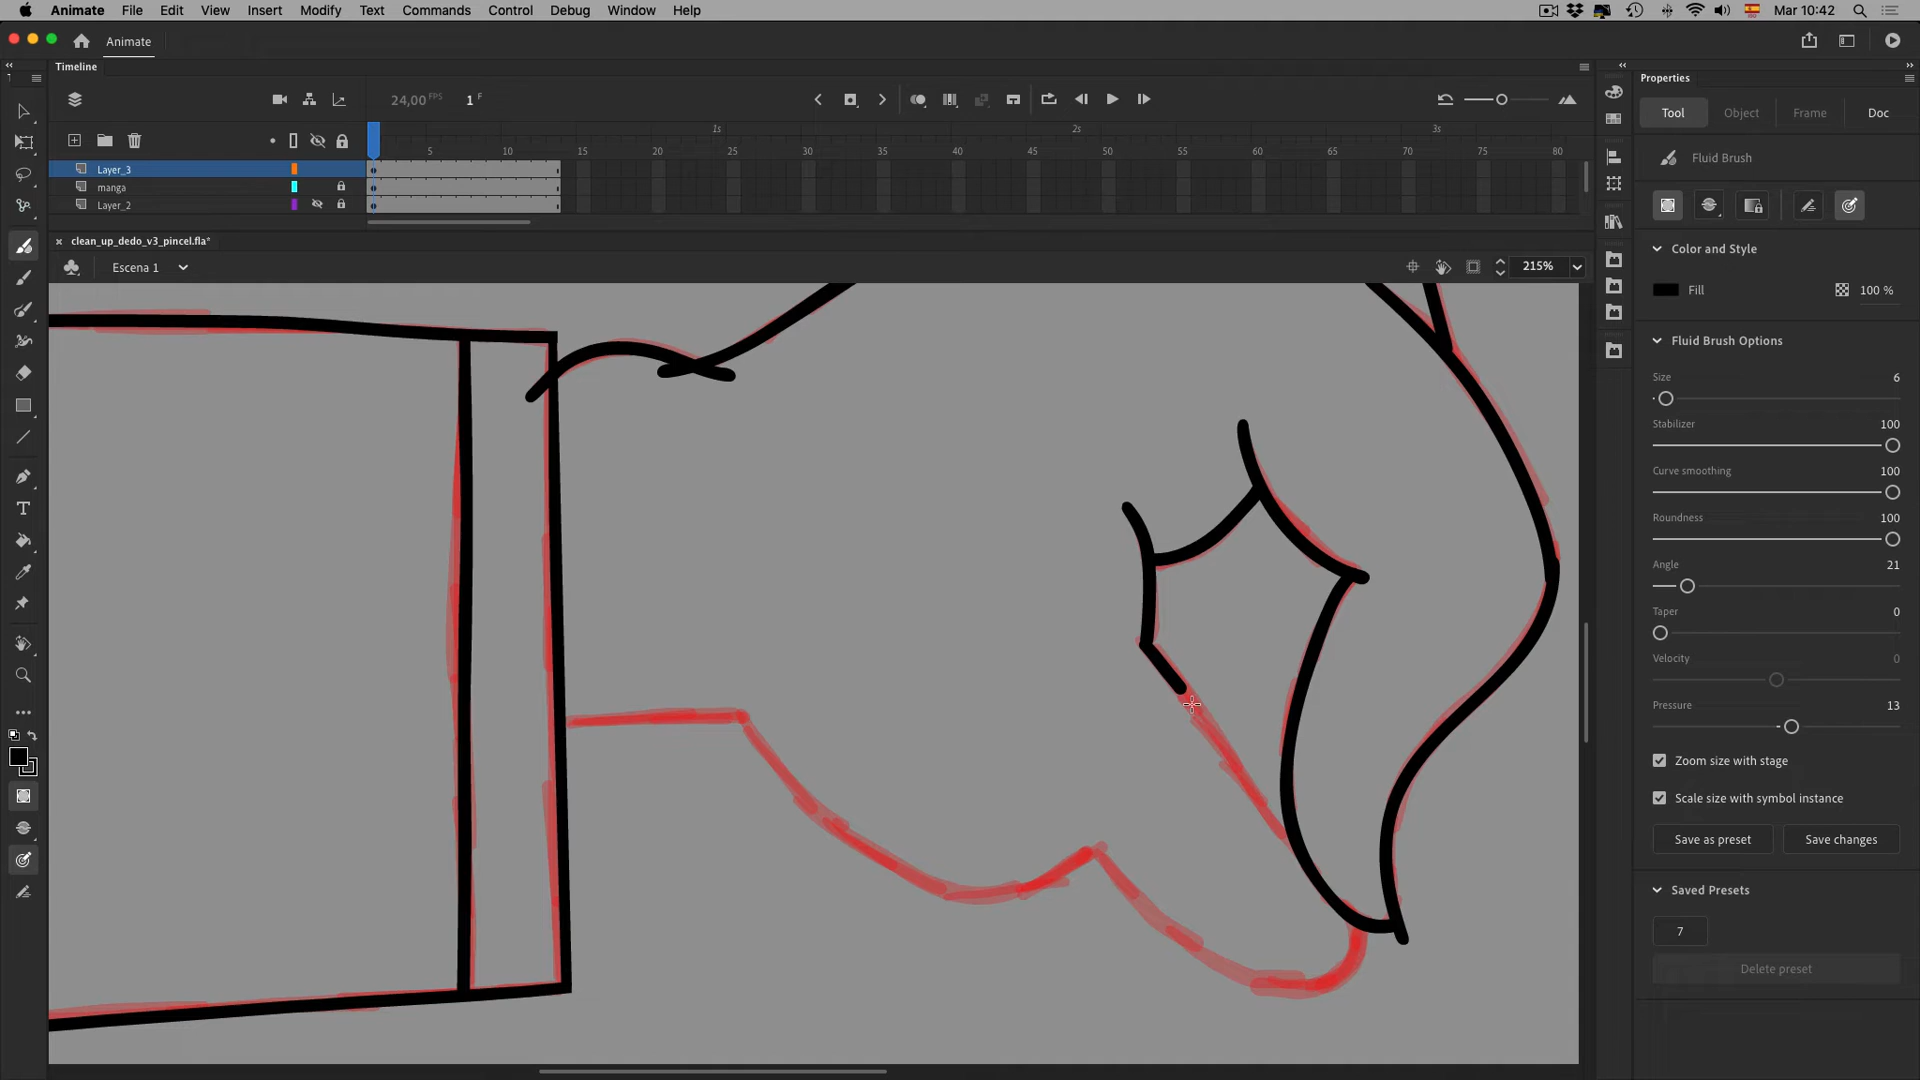 Animate File Edit View Insert Modify Text Commands Control Debug Window Help Mar 10:42
Animate
Timeline
24,00 FPS 1 F
1s 2s 3s
5 10 15 20 25 30 35 40 45 50 55 60 65 70 75 80
Layer_3
manga
Layer_2
clean_up_dedo_v3_pincel.fla*
Escena 1
215%
Properties
Tool Object Frame Doc
Fluid Brush
Color and Style
Fill 100 %
Fluid Brush Options
Size 6
Stabilizer 100
Curve smoothing 100
Roundness 100
Angle 21
Taper 0
Velocity 0
Pressure 13
Zoom size with stage
Scale size with symbol instance
Save as preset Save changes
Saved Presets
7
Delete preset